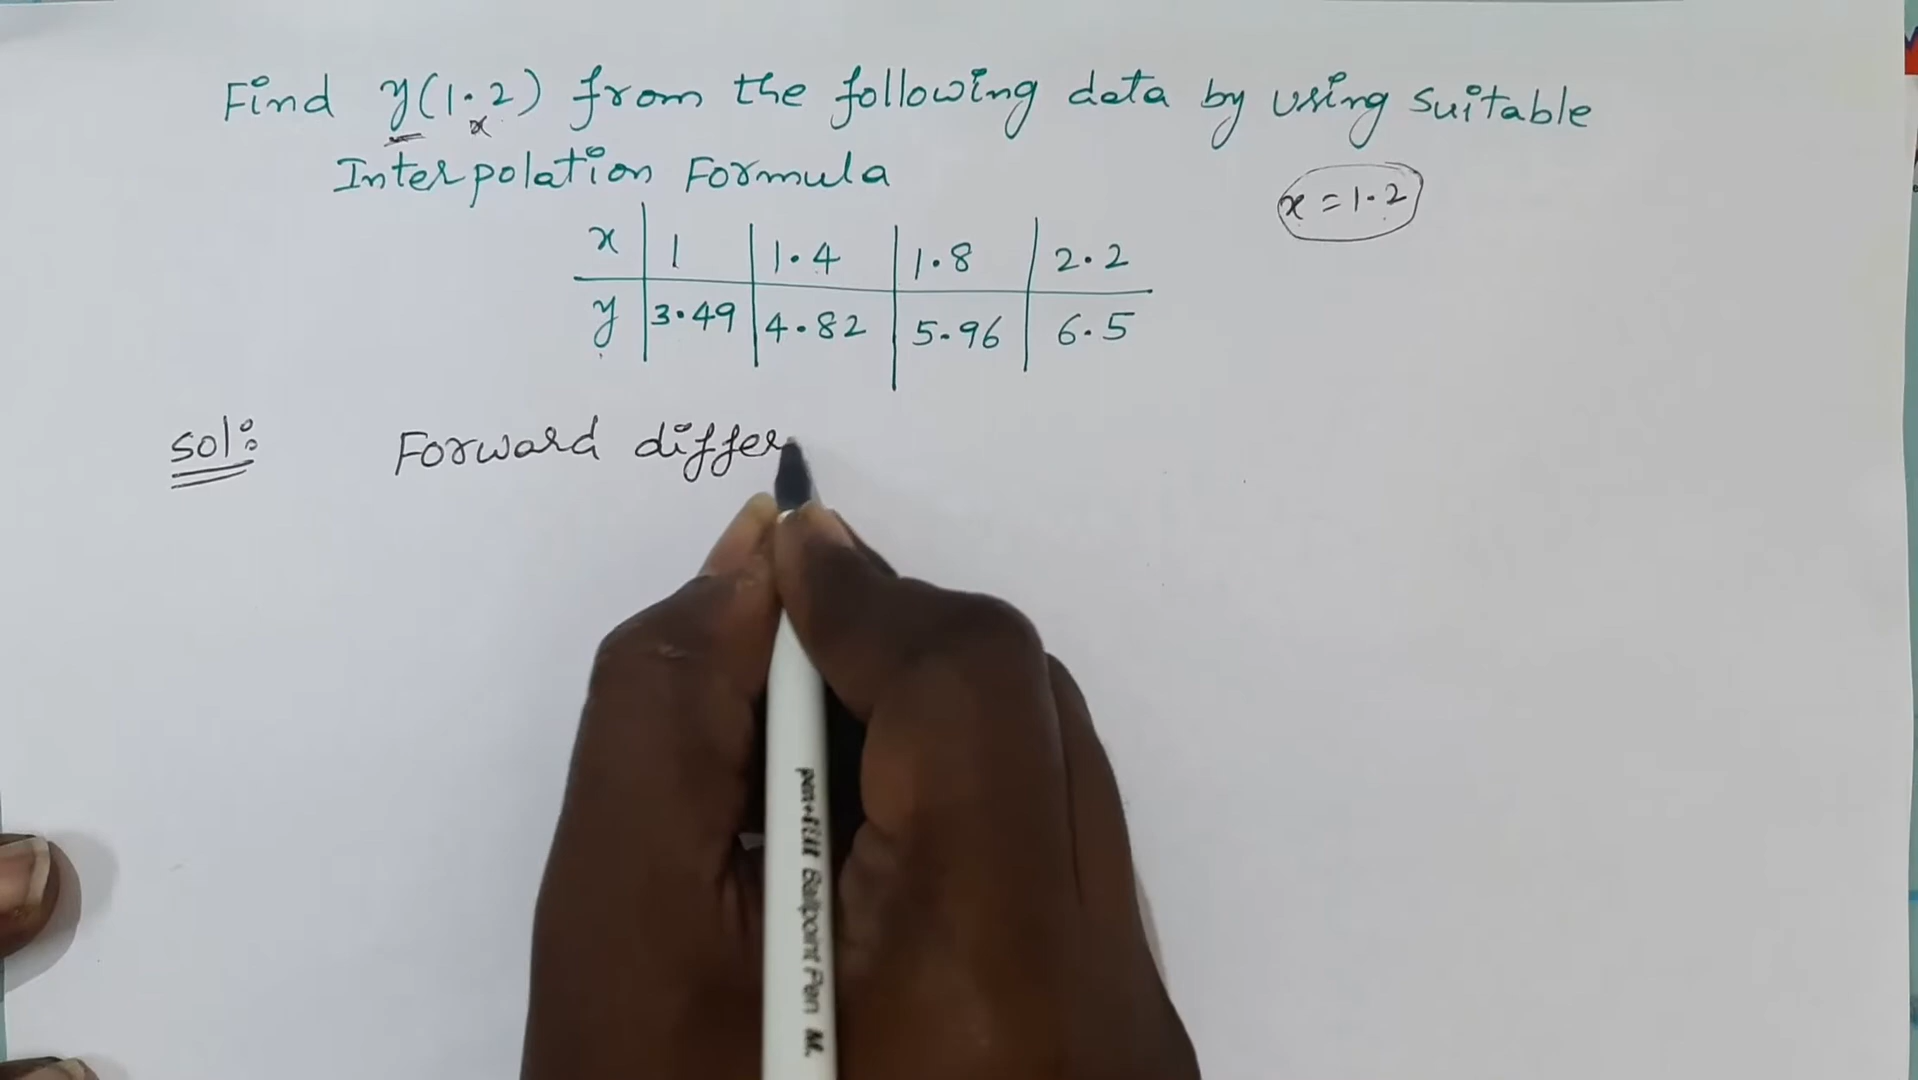 Find y(1.2) from the following data by using suitable
x
Interpolation Formula
x = 1.2
x 1 1.4 1.8 2.2
y 3.49 4.82 5.96 6.5
sol: Forward differ
pen+fill Ballpoint Pen M.